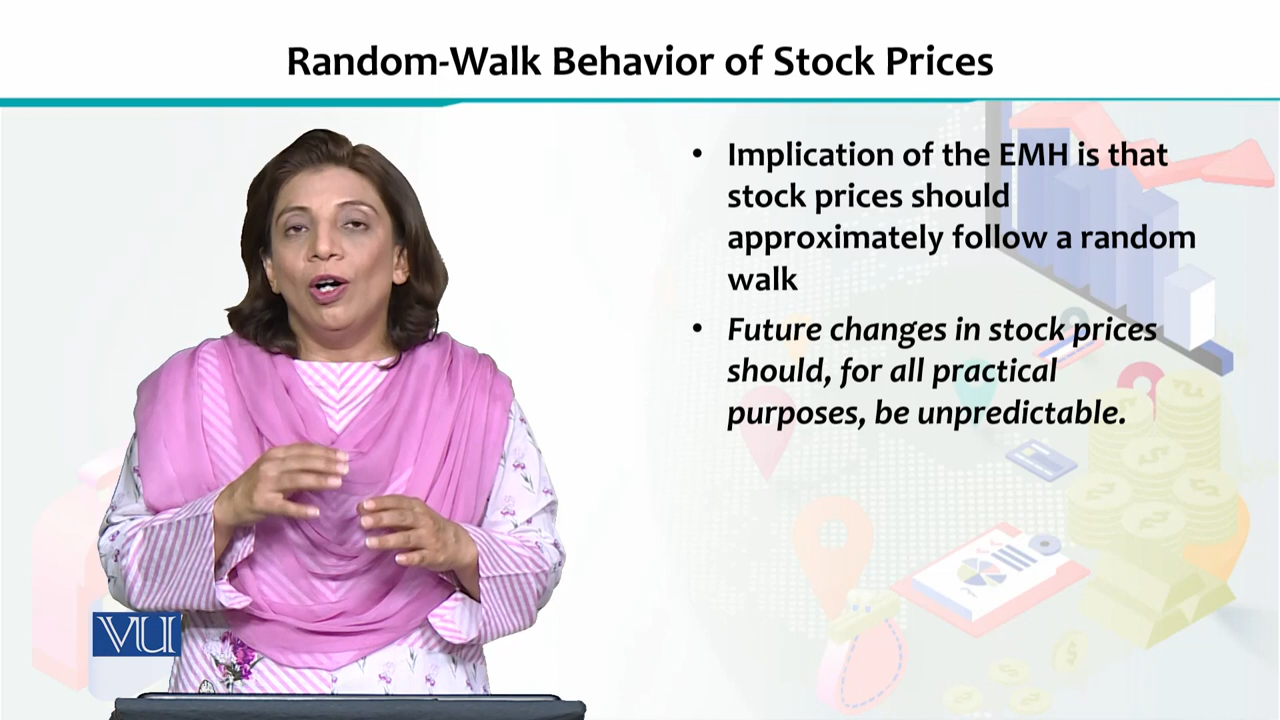 Random-Walk Behavior of Stock Prices
• Implication of the EMH is that
stock prices should
approximately follow a random
walk
• Future changes in stock prices
should, for all practical
purposes, be unpredictable.
VU